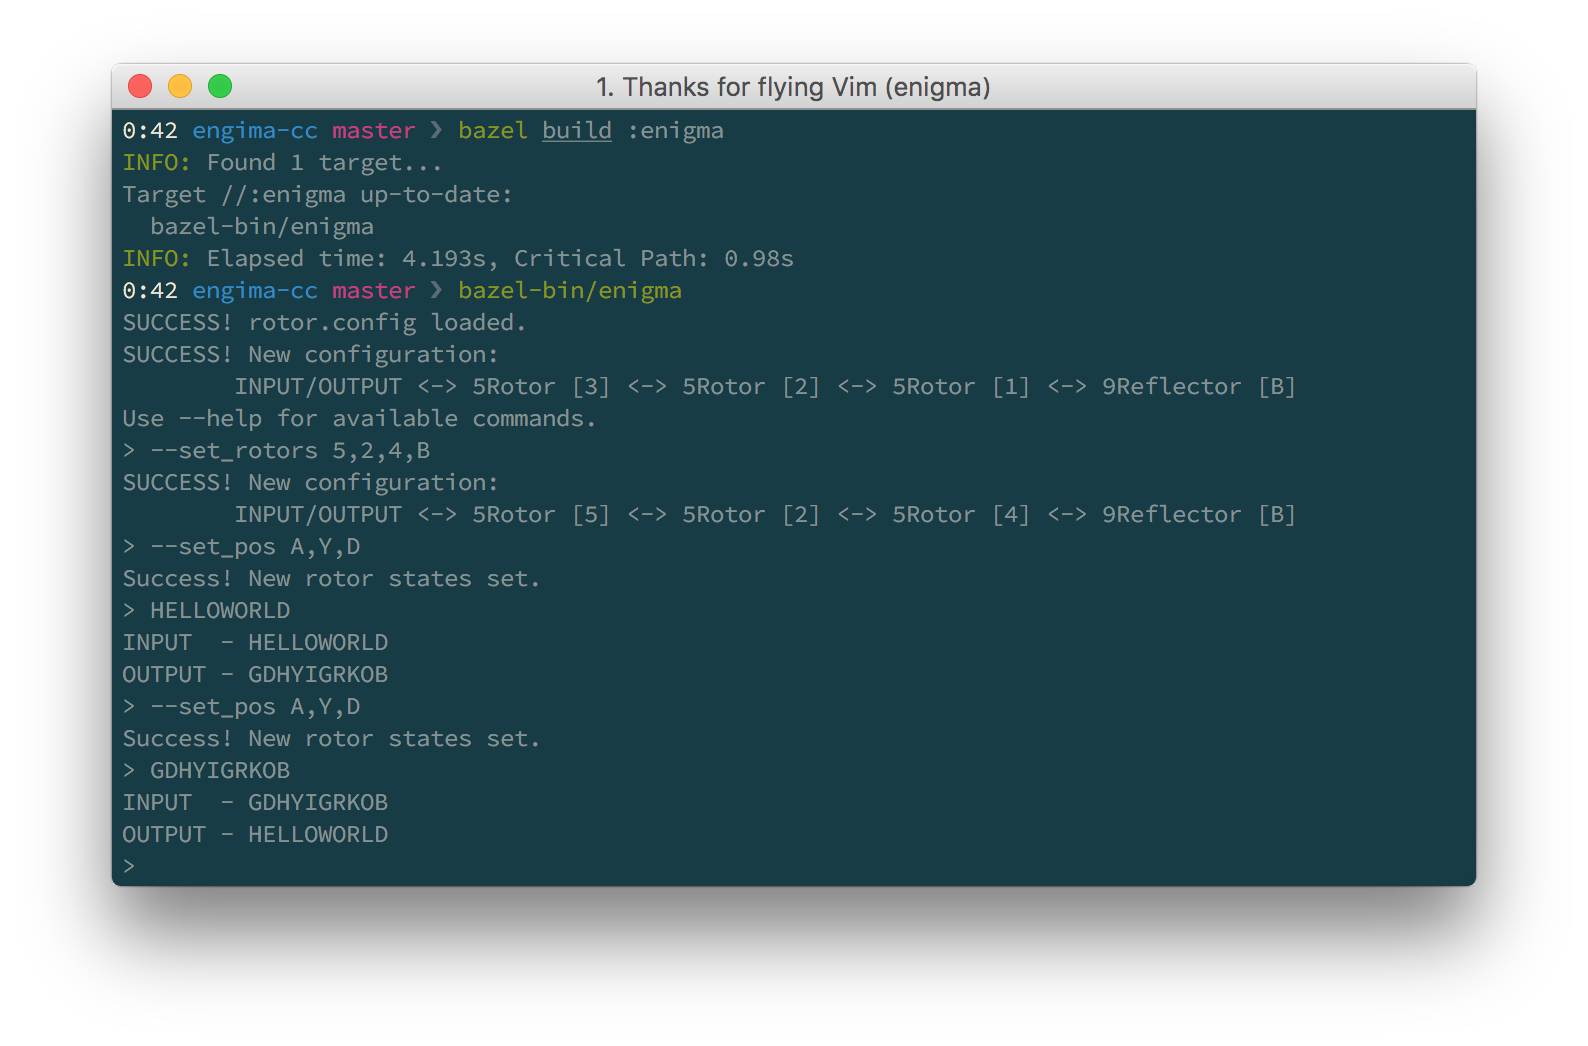 1. Thanks for flying Vim (enigma)
0:42 engima-cc master ❯ bazel build :enigma
INFO: Found 1 target...
Target //:enigma up-to-date:
  bazel-bin/enigma
INFO: Elapsed time: 4.193s, Critical Path: 0.98s
0:42 engima-cc master ❯ bazel-bin/enigma
SUCCESS! rotor.config loaded.
SUCCESS! New configuration:
        INPUT/OUTPUT <-> 5Rotor [3] <-> 5Rotor [2] <-> 5Rotor [1] <-> 9Reflector [B]
Use --help for available commands.
> --set_rotors 5,2,4,B
SUCCESS! New configuration:
        INPUT/OUTPUT <-> 5Rotor [5] <-> 5Rotor [2] <-> 5Rotor [4] <-> 9Reflector [B]
> --set_pos A,Y,D
Success! New rotor states set.
> HELLOWORLD
INPUT  - HELLOWORLD
OUTPUT - GDHYIGRKOB
> --set_pos A,Y,D
Success! New rotor states set.
> GDHYIGRKOB
INPUT  - GDHYIGRKOB
OUTPUT - HELLOWORLD
>